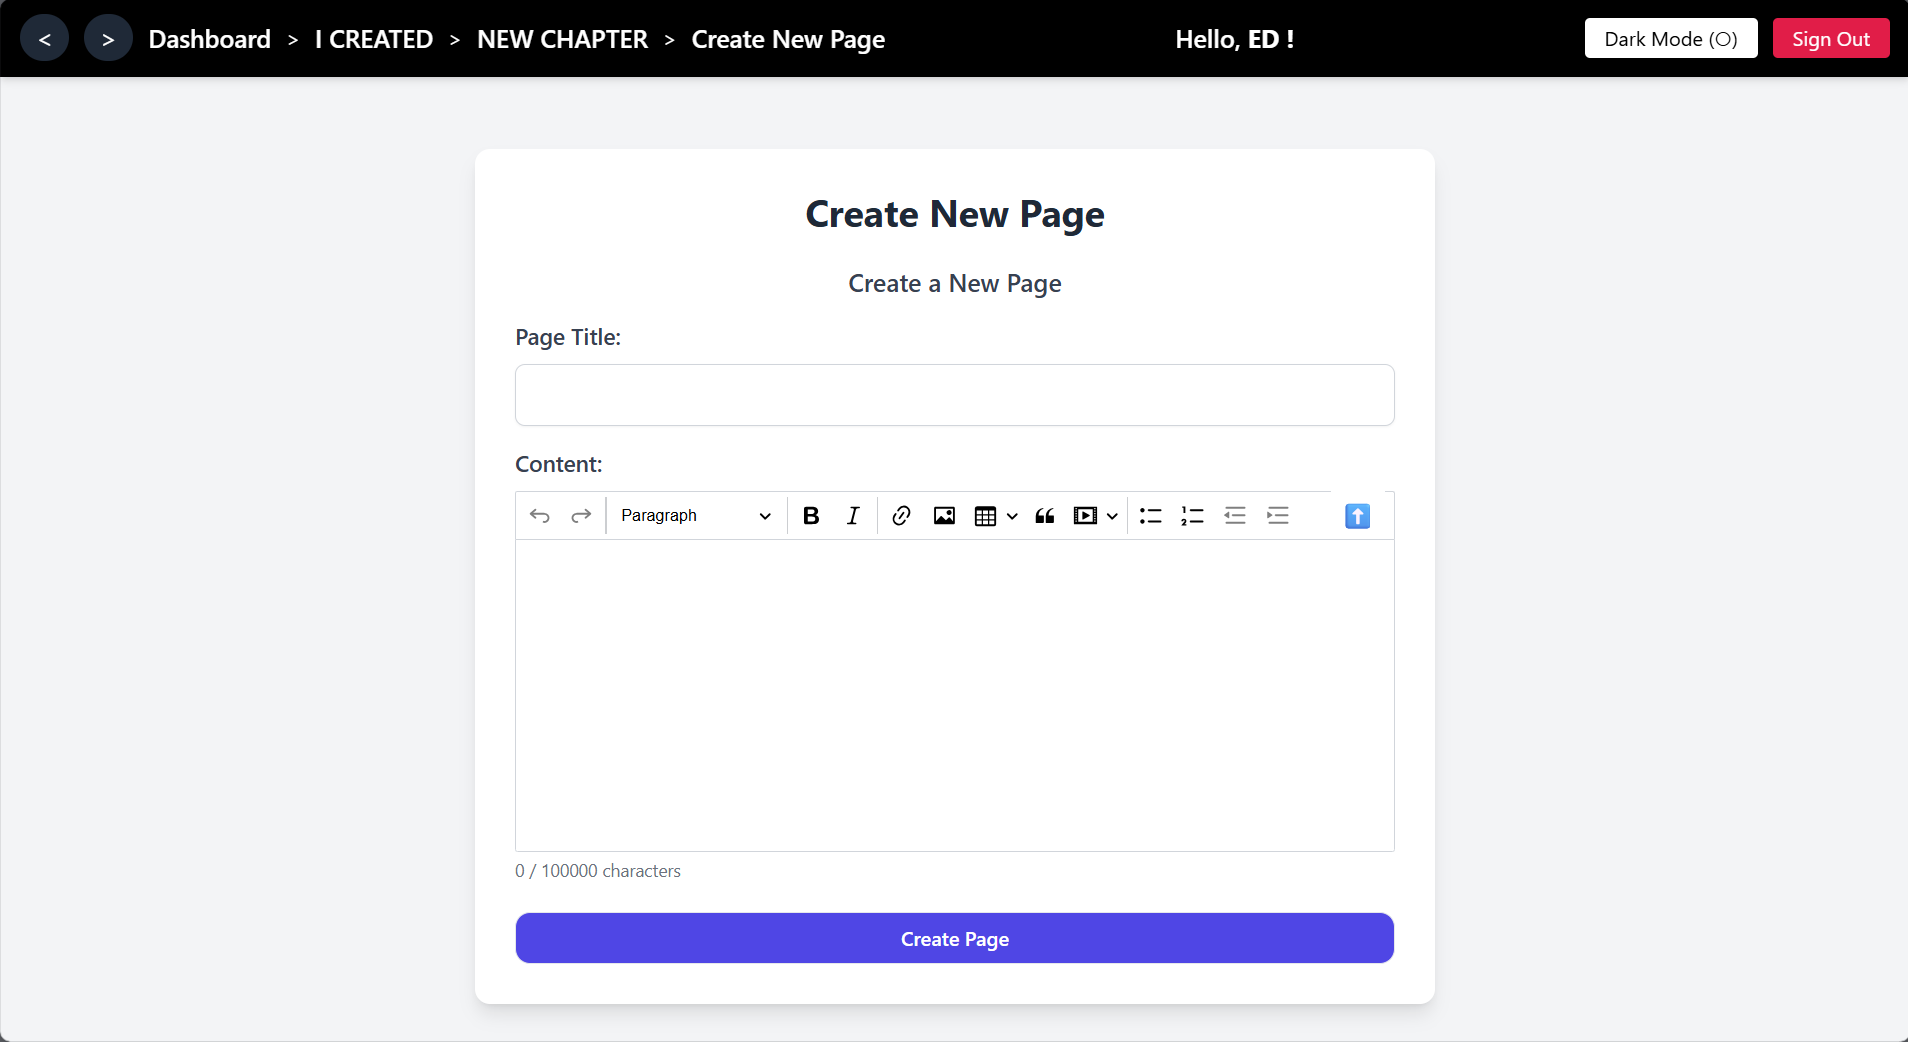 < > Dashboard > I CREATED > NEW CHAPTER > Create New Page Hello, ED ! Dark Mode (O) Sign Out
Create New Page
Create a New Page
Page Title:
Content:
Paragraph B I
0 / 100000 characters
Create Page